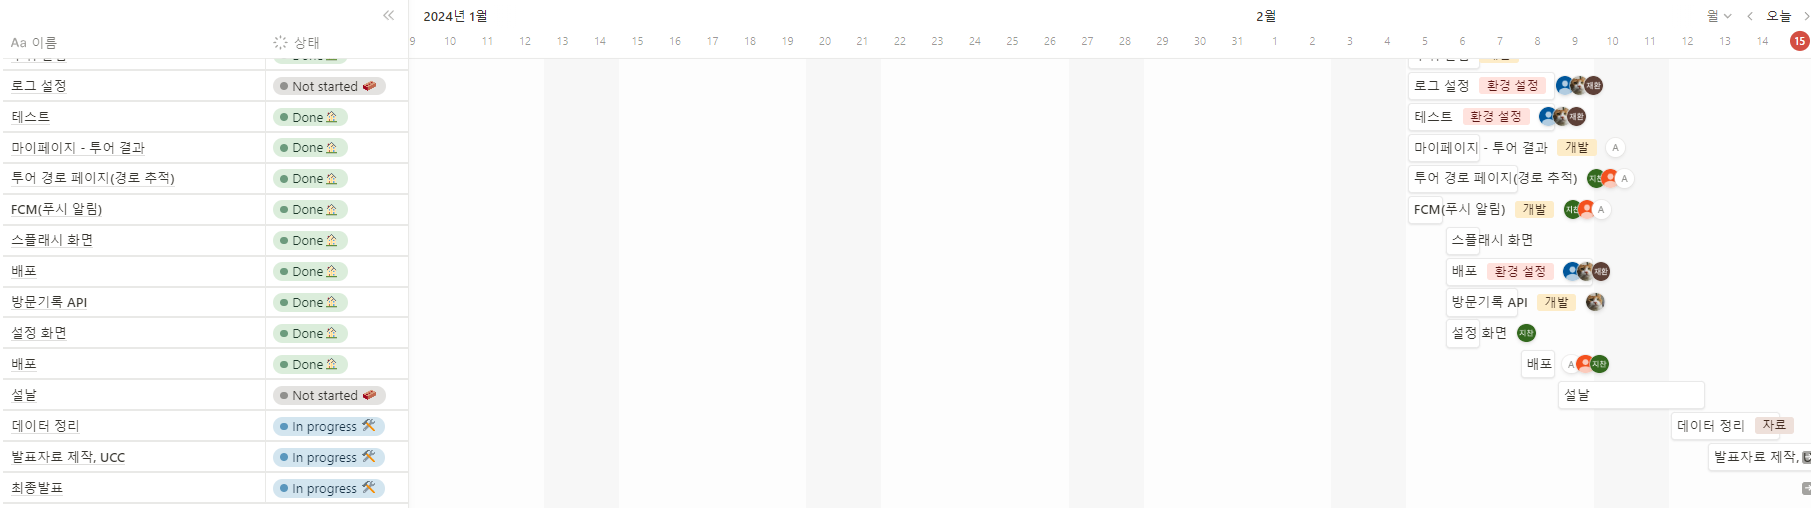 2024년 1월 2월 월 오늘
Aa 이름 상태 9 10 11 12 13 14 15 16 17 18 19 20 21 22 23 24 25 26 27 28 29 30 31 1 2 3 4 5 6 7 8 9 10 11 12 13 14 15
로그 설정 Not started 로그 설정 환경 설정 재환
테스트 Done 테스트 환경 설정 재환
마이페이지 - 투어 결과 Done 마이페이지 - 투어 결과 개발 A
투어 경로 페이지(경로 추적) Done 투어 경로 페이지(경로 추적) 지찬 A
FCM(푸시 알림) Done FCM(푸시 알림) 개발 지찬 A
스플래시 화면 Done 스플래시 화면
배포 Done 배포 환경 설정 재환
방문기록 API Done 방문기록 API 개발
설정 화면 Done 설정 화면 지찬
배포 Done 배포 A 지찬
설날 Not started 설날
데이터 정리 In progress 데이터 정리 자료
발표자료 제작, UCC In progress 발표자료 제작,
최종발표 In progress